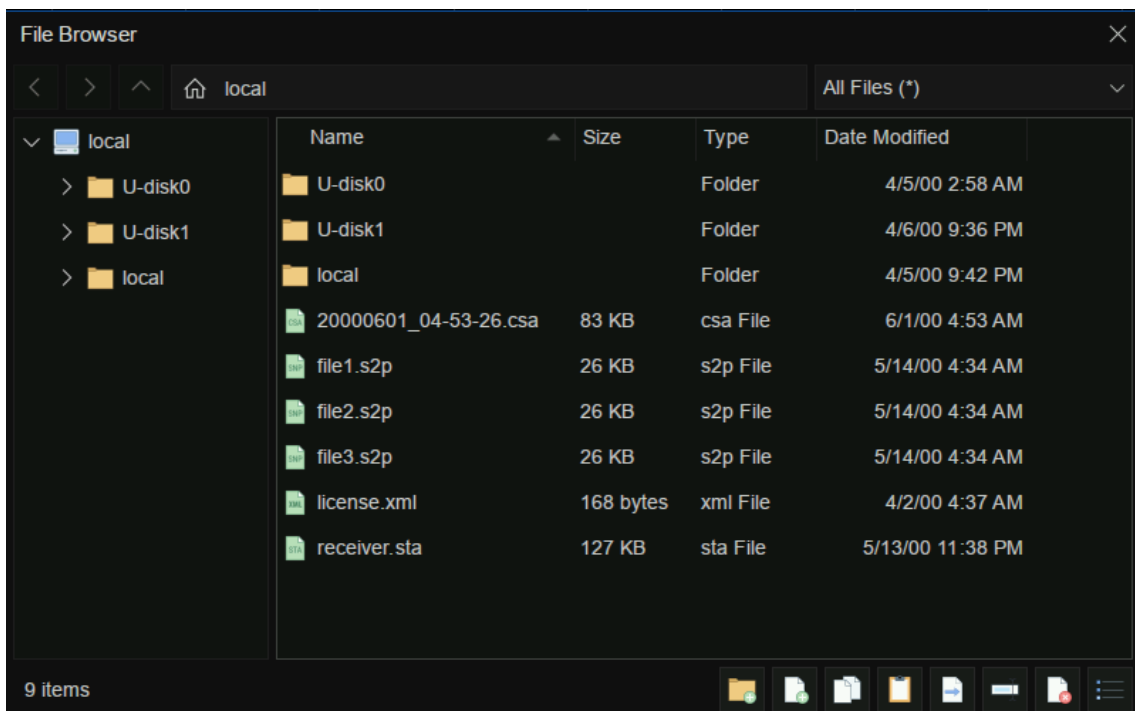 File Browser
local All Files (*)
local Name Size Type Date Modified
U-disk0 U-disk0 Folder 4/5/00 2:58 AM
U-disk1 U-disk1 Folder 4/6/00 9:36 PM
local local Folder 4/5/00 9:42 PM
CSA 20000601_04-53-26.csa 83 KB csa File 6/1/00 4:53 AM
SNP file1.s2p 26 KB s2p File 5/14/00 4:34 AM
SNP file2.s2p 26 KB s2p File 5/14/00 4:34 AM
SNP file3.s2p 26 KB s2p File 5/14/00 4:34 AM
XML license.xml 168 bytes xml File 4/2/00 4:37 AM
STA receiver.sta 127 KB sta File 5/13/00 11:38 PM
9 items